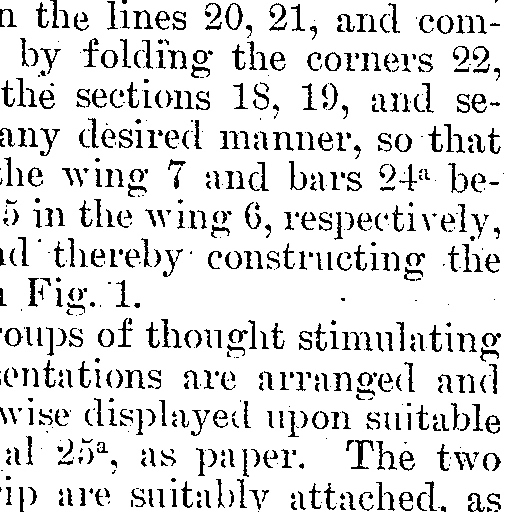 n the lines 20, 21, and com-
by folding the corners 22,
the sections 18, 19, and se-
any desired manner, so that
the wing 7 and bars 24ª be-
5 in the wing 6, respectively,
nd thereby constructing the
n Fig. 1.
roups of thought stimulating
sentations are arranged and
wise displayed upon suitable
al 25ª, as paper. The two
rip are suitably attached, as